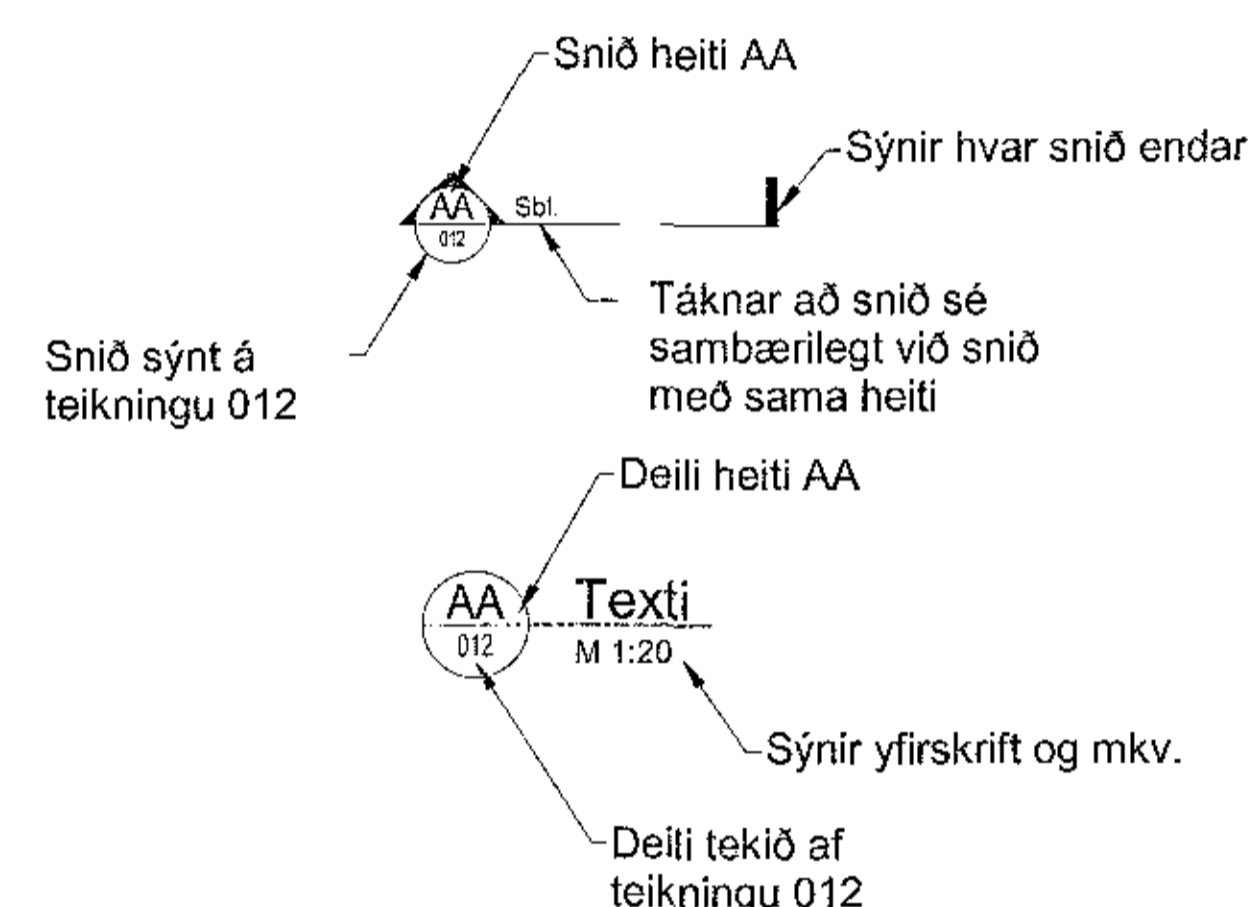 Snið heiti AA
Sýnir hvar snið endar
AA
Sbl.
012
Táknar að snið sé
sambærilegt við snið
með sama heiti
Snið sýnt á
teikningu 012
Deili heiti AA
AA
Texti
012
M 1:20
Sýnir yfirskrift og mkv.
Deili tekið af
teikningu 012